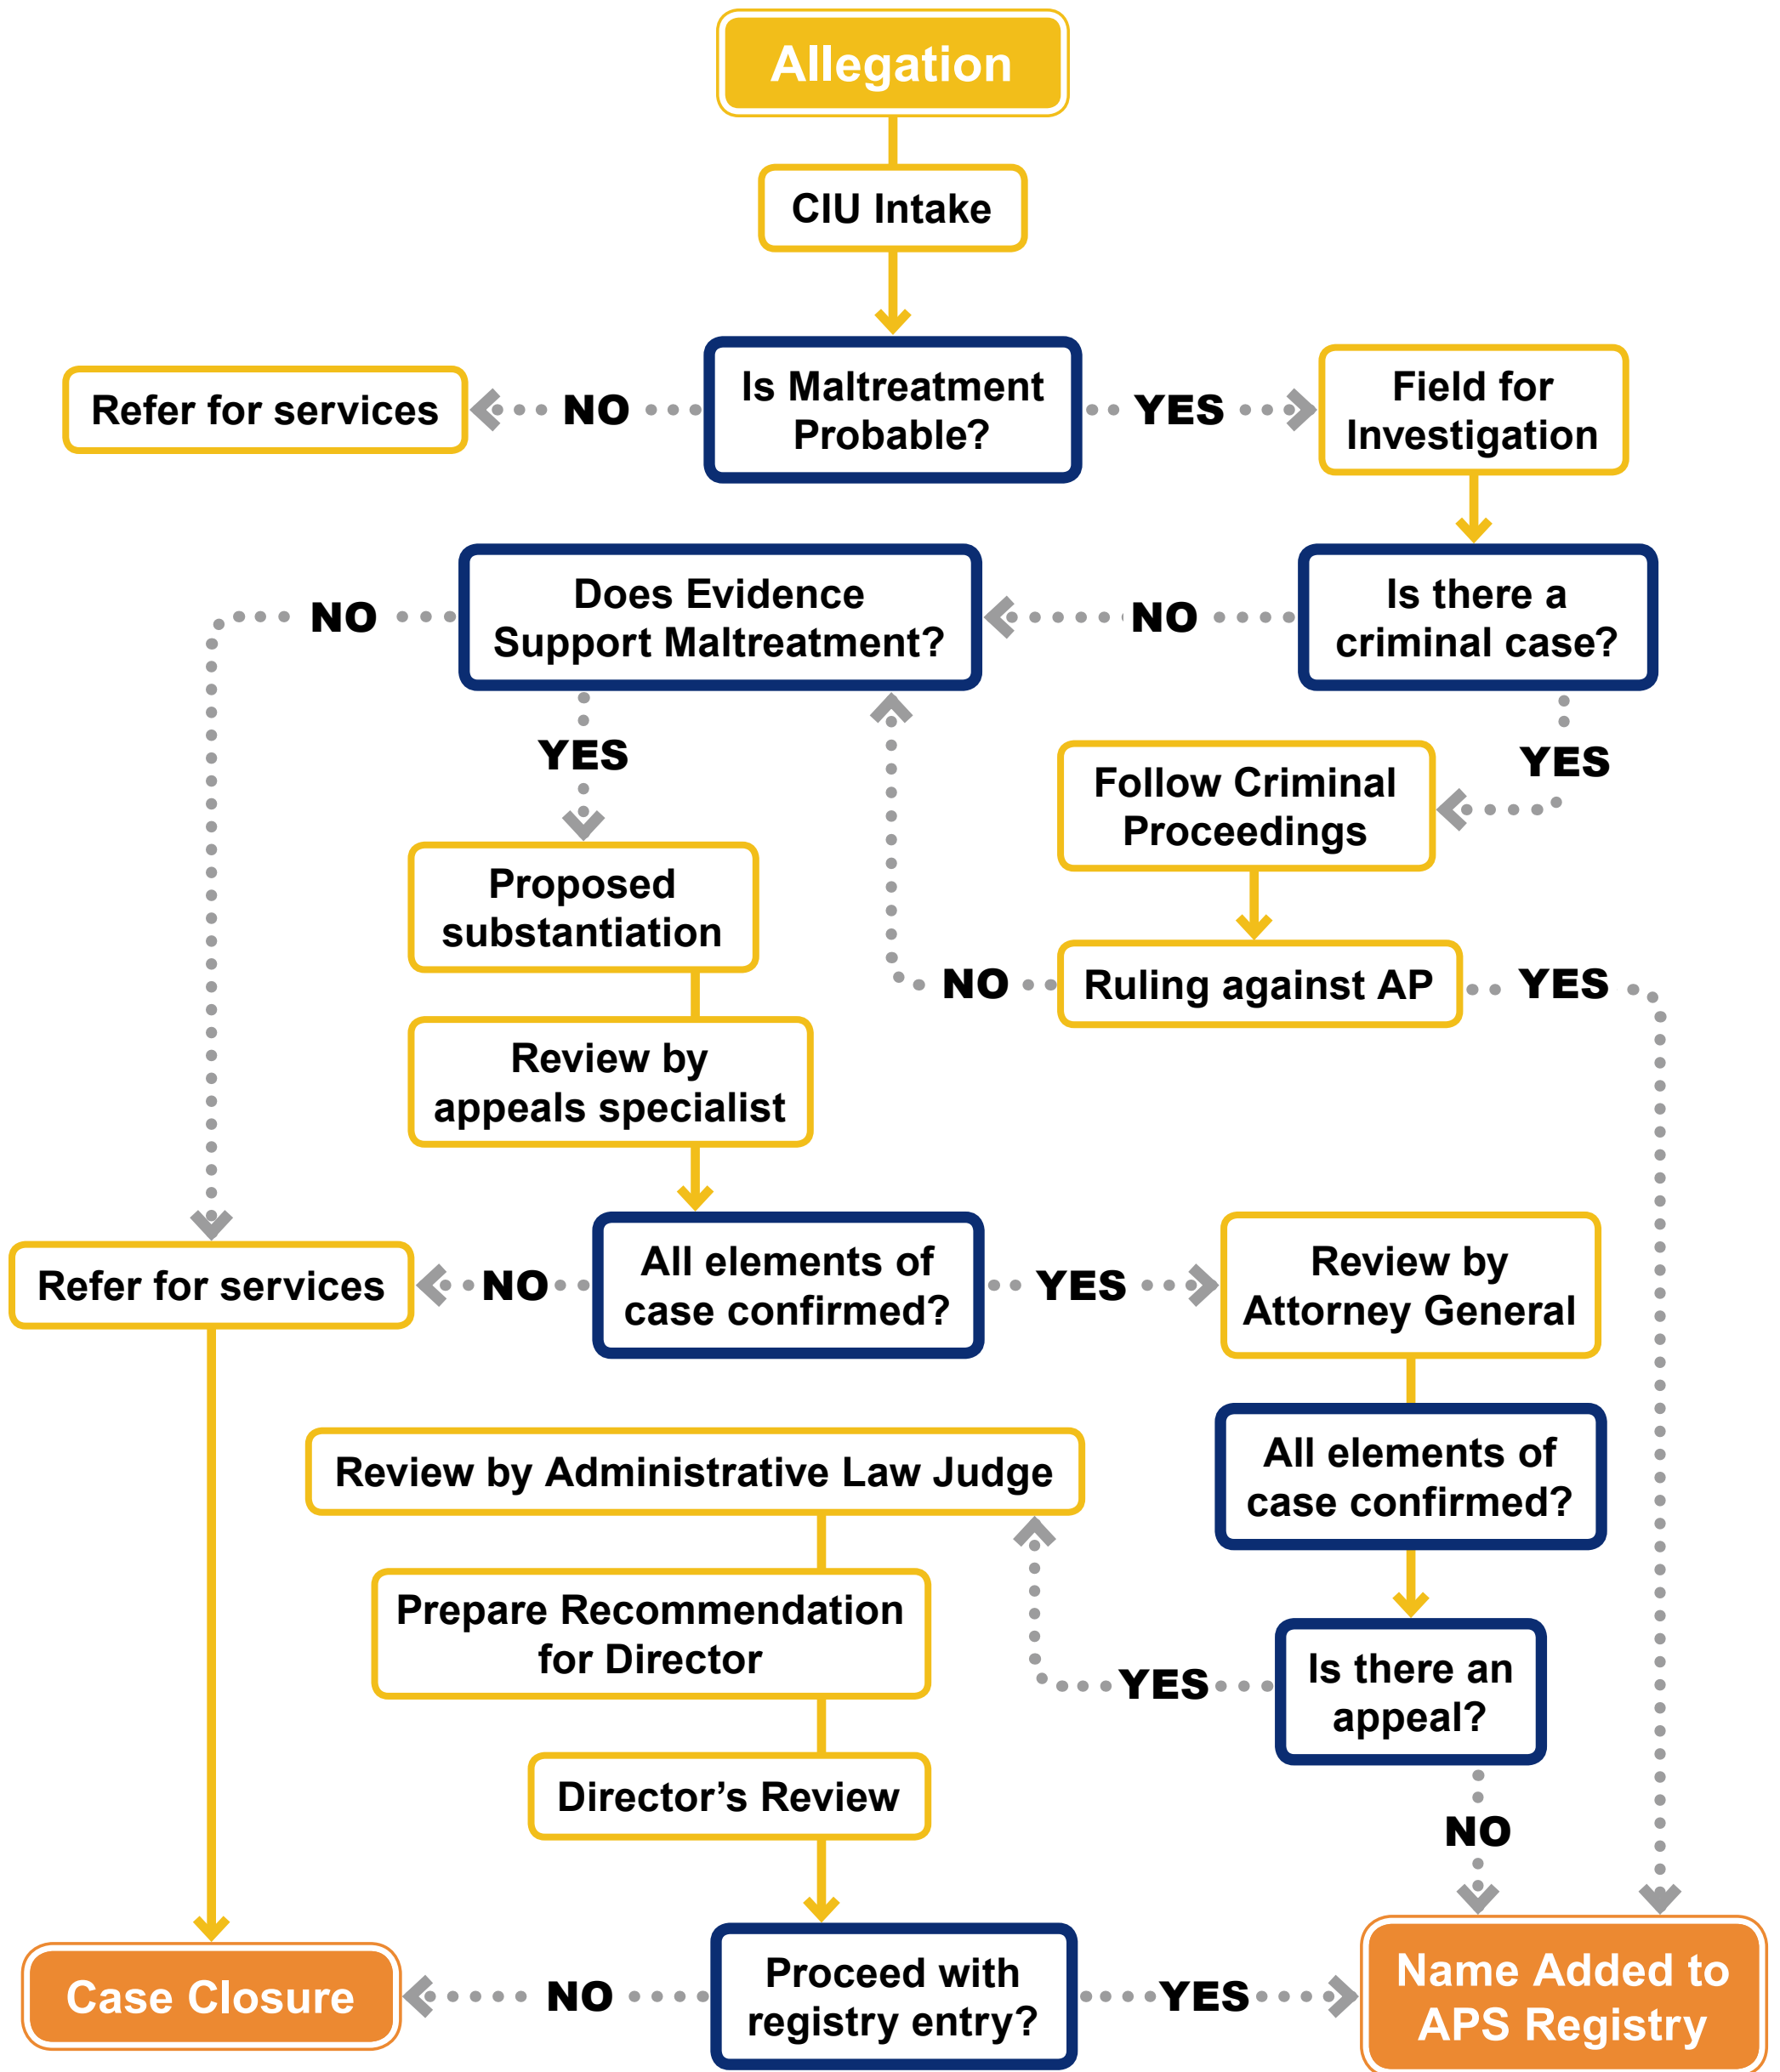 Allegation
CIU Intake
Is Maltreatment
Probable?
NO
Refer for services
YES
Field for
Investigation
Is there a
criminal case?
NO
Does Evidence
Support Maltreatment?
NO
YES
YES
Follow Criminal
Proceedings
Proposed
substantiation
Ruling against AP
NO
YES
Review by
appeals specialist
All elements of
case confirmed?
NO
Refer for services
YES
Review by
Attorney General
All elements of
case confirmed?
Review by Administrative Law Judge
Prepare Recommendation
for Director
Is there an
appeal?
YES
NO
Director’s Review
Proceed with
registry entry?
NO
Case Closure
YES
Name Added to
APS Registry